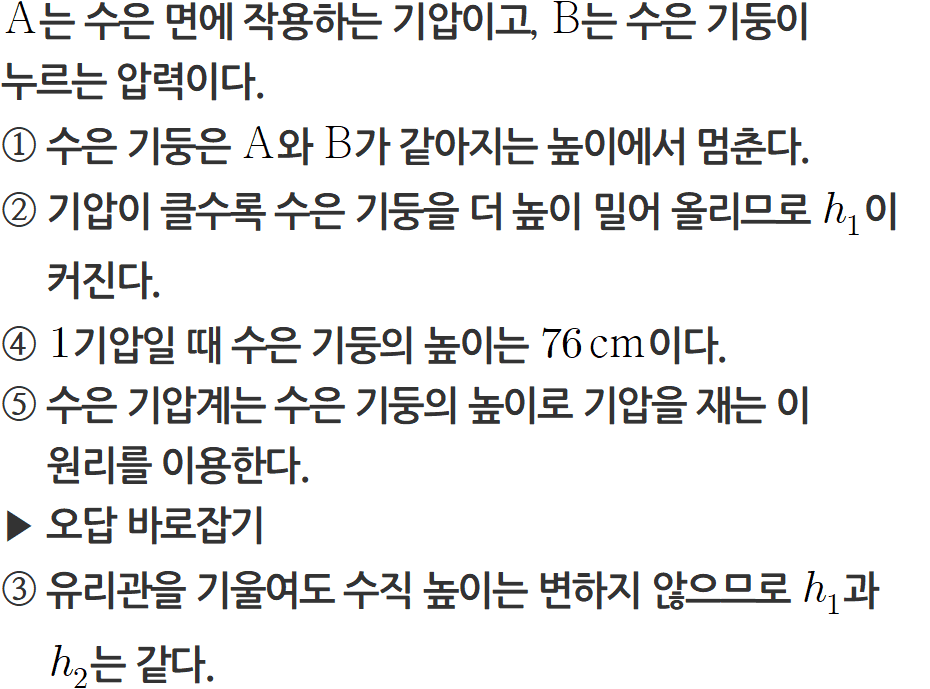 A는 수은 면에 작용하는 기압이고, B는 수은 기둥이
누르는 압력이다.
① 수은 기둥은 A와 B가 같아지는 높이에서 멈춘다.
② 기압이 클수록 수은 기둥을 더 높이 밀어 올리므로 h₁이
커진다.
④ 1기압일 때 수은 기둥의 높이는 76 cm이다.
⑤ 수은 기압계는 수은 기둥의 높이로 기압을 재는 이
원리를 이용한다.
▶ 오답 바로잡기
③ 유리관을 기울여도 수직 높이는 변하지 않으므로 h₁과
h₂는 같다.